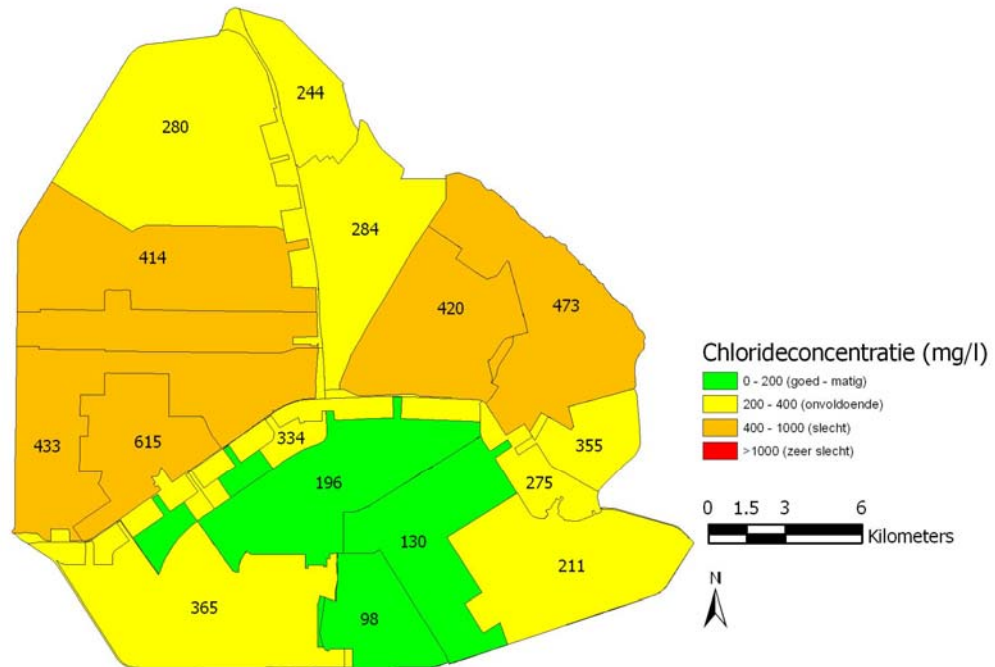 244
280
284
414
420
473
433
615
334
355
275
196
130
211
365
98
Chlorideconcentratie (mg/l)
0 - 200 (goed - matig)
200 - 400 (onvoldoende)
400 - 1000 (slecht)
>1000 (zeer slecht)
0 1.5 3 6
Kilometers
N